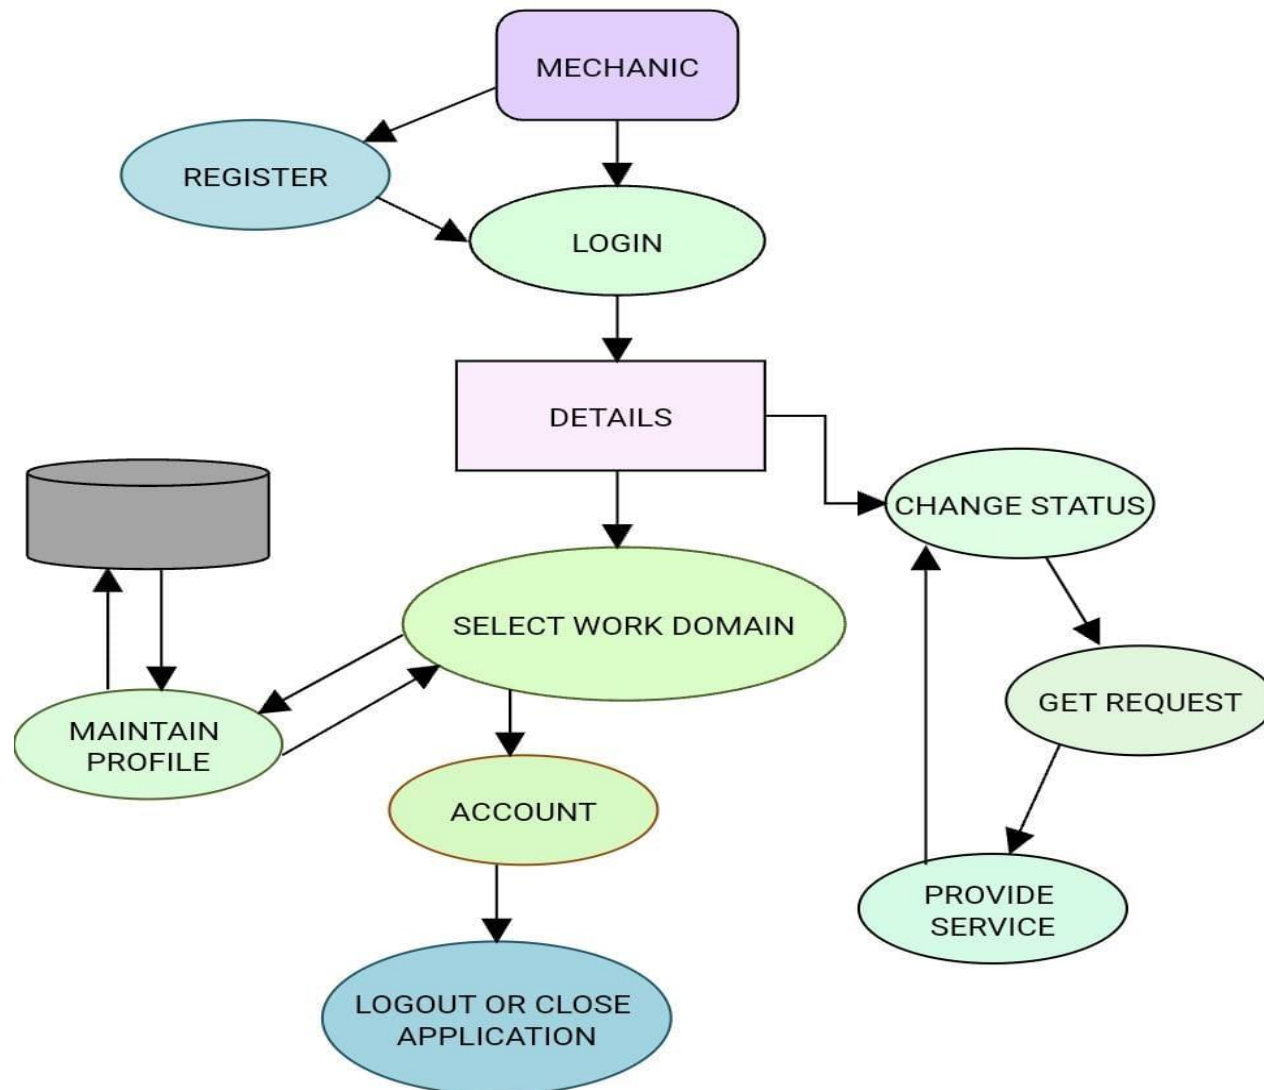 MECHANIC
REGISTER
LOGIN
DETAILS
CHANGE STATUS
SELECT WORK DOMAIN
GET REQUEST
MAINTAIN
PROFILE
ACCOUNT
PROVIDE
SERVICE
LOGOUT OR CLOSE
APPLICATION